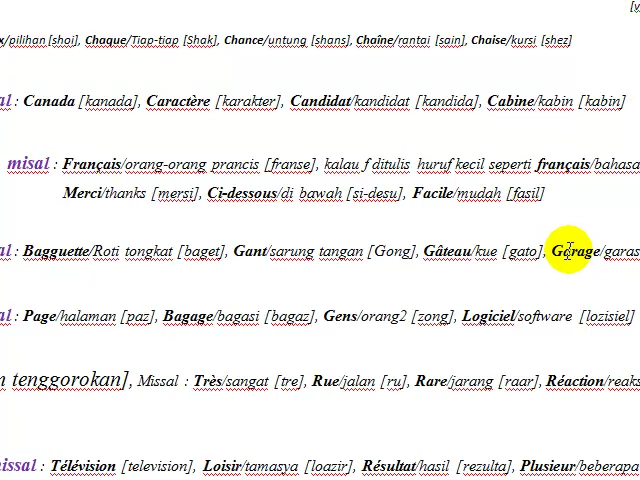 [v
x/pilihan [shoi], Chaque/Tiap-tiap [Shak], Chance/untung [shans], Chaîne/rantai [sain], Chaise/kursi [shez]
al : Canada [kanada], Caractère [karakter], Candidat/kandidat [kandida], Cabine/kabin [kabin]
misal : Français/orang-orang prancis [franse], kalau f ditulis huruf kecil seperti français/bahasa
Merci/thanks [mersi], Ci-dessous/di bawah [si-desu], Facile/mudah [fasil]
al : Bagguette/Roti tongkat [baget], Gant/sarung tangan [Gong], Gâteau/kue [gato], Garage/garas
al : Page/halaman [paz], Bagage/bagasi [bagaz], Gens/orang2 [zong], Logiciel/software [lozisiel]
n tenggorokan], Missal : Très/sangat [tre], Rue/jalan [ru], Rare/jarang [raar], Réaction/reaks
nissal : Télévision [television], Loisir/tamasya [loazir], Résultat/hasil [rezulta], Plusieur/beberapa